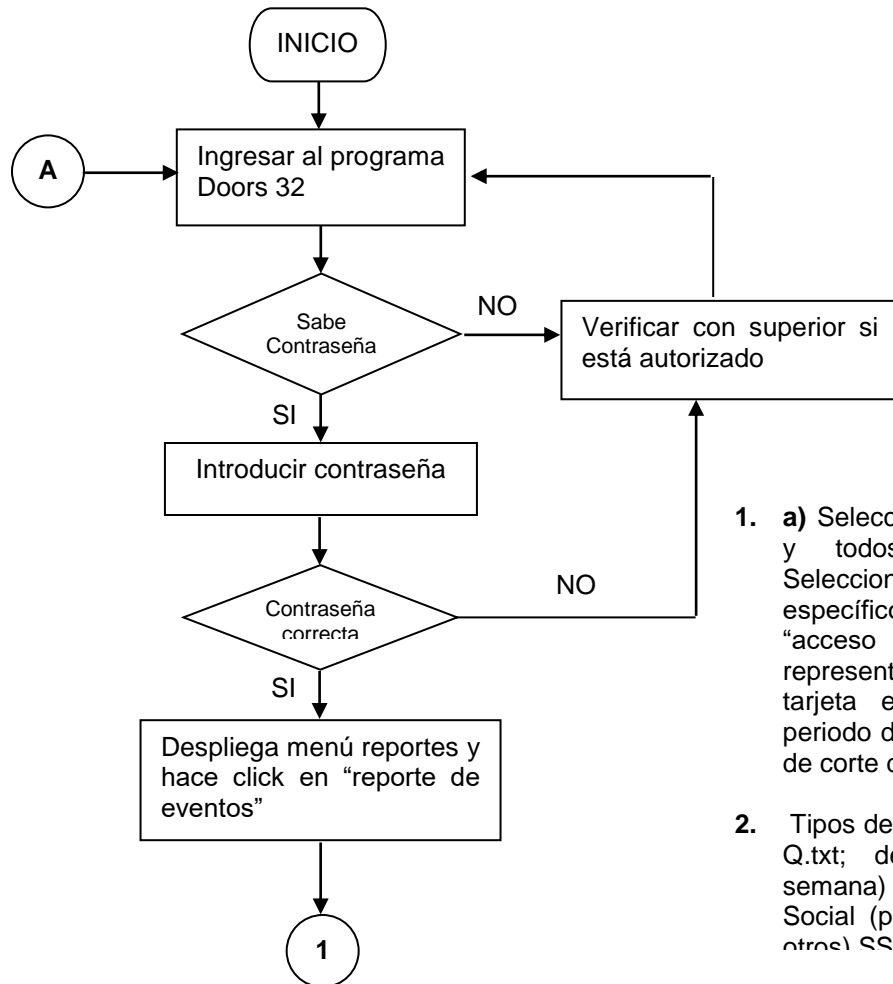 INICIO
A
Ingresar al programa
Doors 32
Sabe
Contraseña
NO
Verificar con superior si
está autorizado
SI
Introducir contraseña
Contraseña
correcta
NO
SI
Despliega menú reportes y
hace click en “reporte de
eventos”
1
1. a) Selecc
y todos
Seleccion
específico
“acceso
represent
tarjeta e
periodo d
de corte
2. Tipos de
Q.txt; de
semana)
Social (p
otros) SS